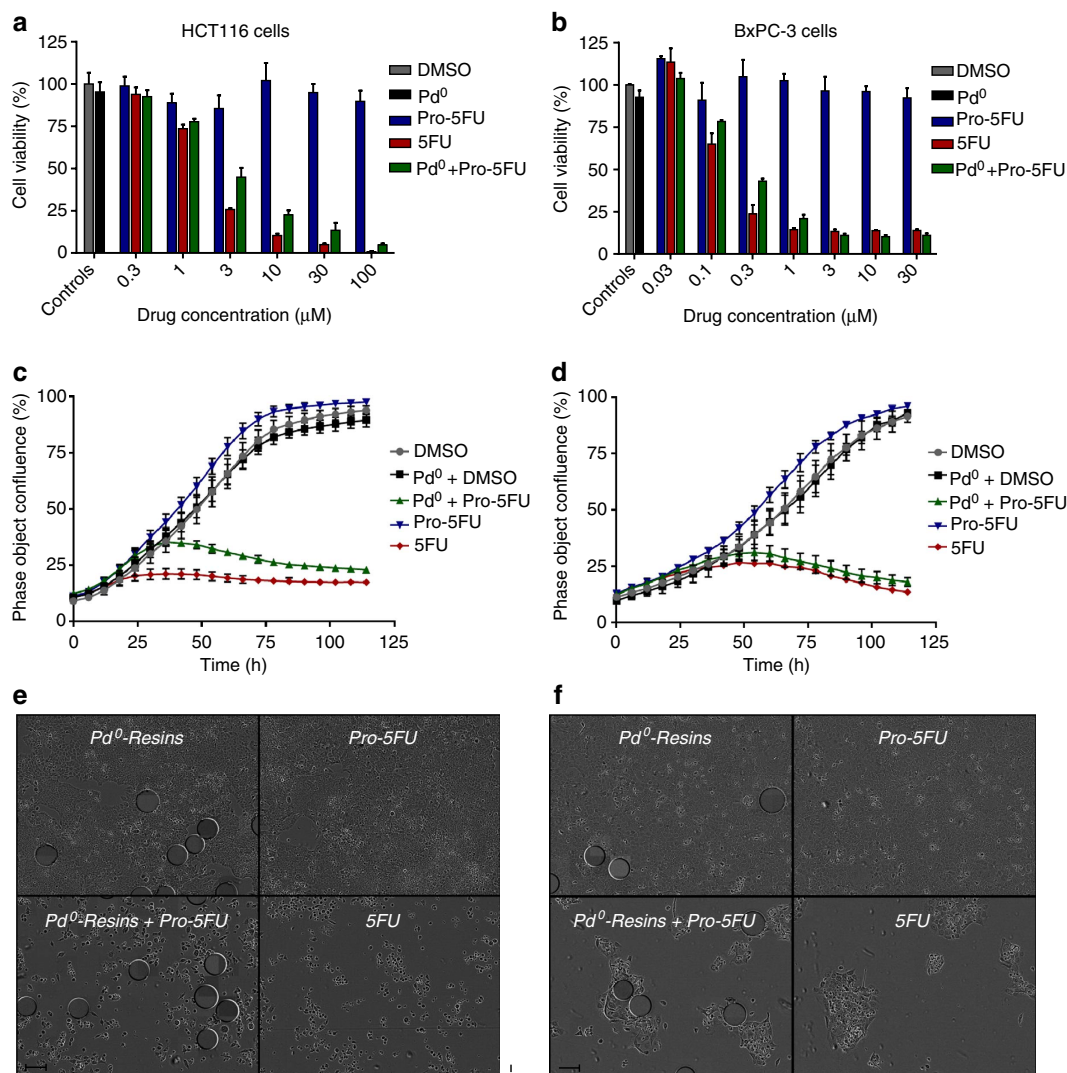 a
HCT116 cells
Cell viability (%)
125
100
75
50
25
0
Controls
0.3
1
3
10
30
100
Drug concentration (μM)
DMSO
Pd⁰
Pro-5FU
5FU
Pd⁰+Pro-5FU
b
BxPC-3 cells
Cell viability (%)
125
100
75
50
25
0
Controls
0.03
0.1
0.3
1
3
10
30
Drug concentration (μM)
DMSO
Pd⁰
Pro-5FU
5FU
Pd⁰+Pro-5FU
c
Phase object confluence (%)
100
75
50
25
0
0
25
50
75
100
125
Time (h)
DMSO
Pd⁰ + DMSO
Pd⁰ + Pro-5FU
Pro-5FU
5FU
d
Phase object confluence (%)
100
75
50
25
0
0
25
50
75
100
125
Time (h)
DMSO
Pd⁰ + DMSO
Pd⁰ + Pro-5FU
Pro-5FU
5FU
e
Pd⁰-Resins
Pro-5FU
Pd⁰-Resins + Pro-5FU
5FU
f
Pd⁰-Resins
Pro-5FU
Pd⁰-Resins + Pro-5FU
5FU